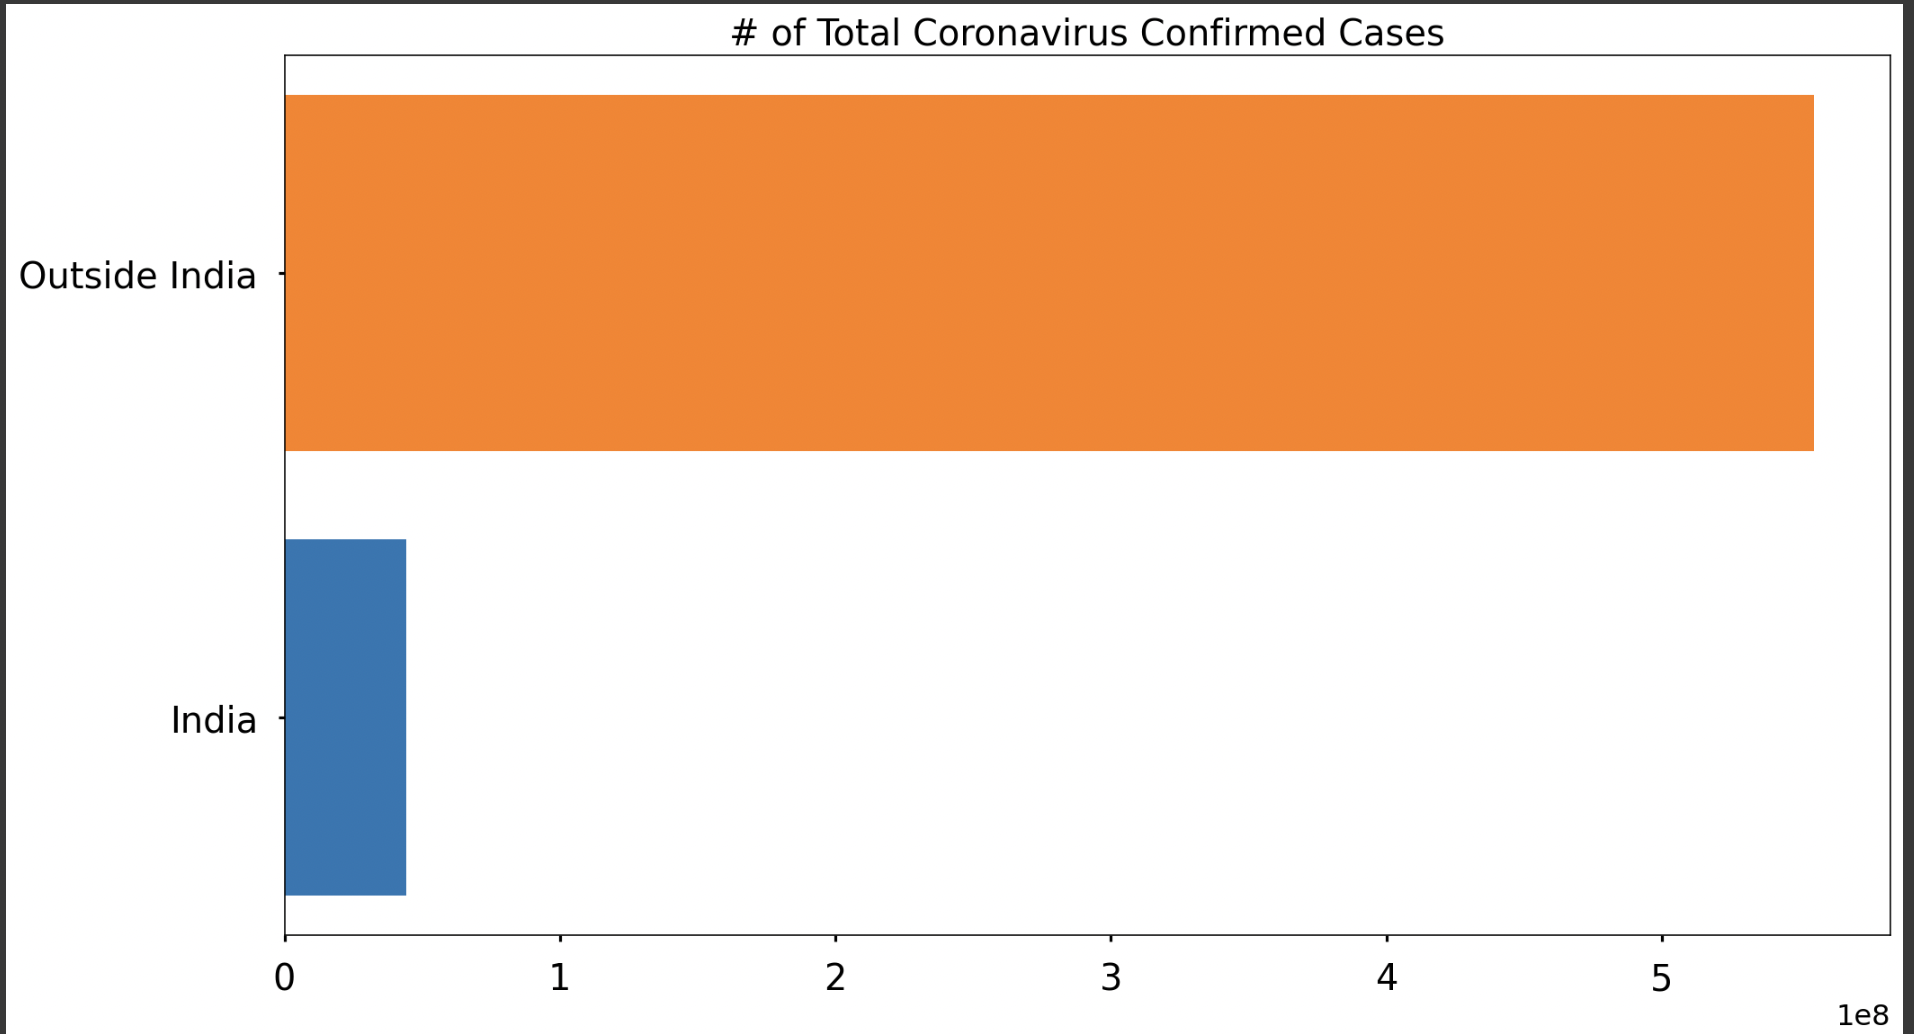 # of Total Coronavirus Confirmed Cases
Outside India
India
0 1 2 3 4 5
1e8